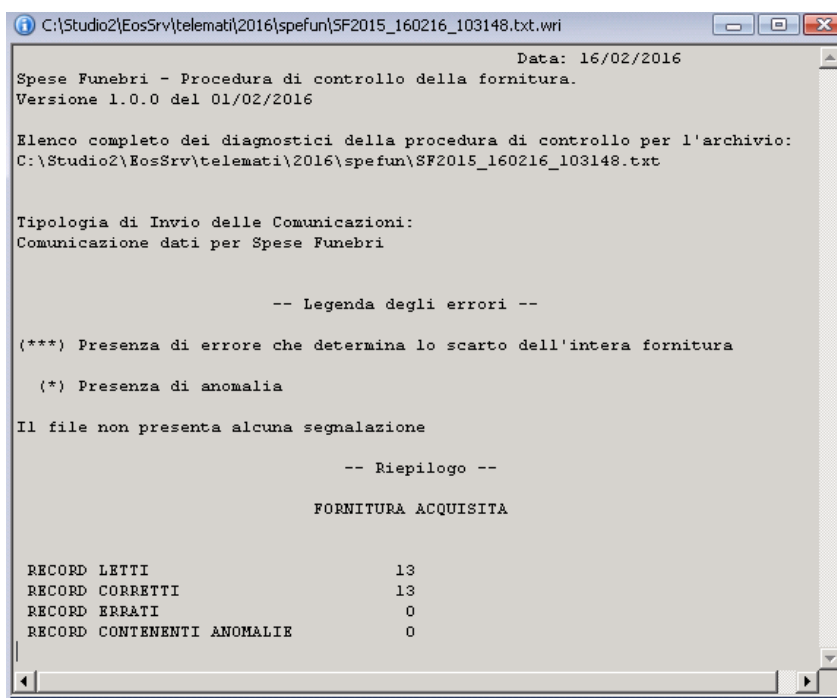 C:\Studio2\EosSrv\telemati\2016\spefun\SF2015_160216_103148.txt.wri
Data: 16/02/2016
Spese Funebri - Procedura di controllo della fornitura.
Versione 1.0.0 del 01/02/2016
Elenco completo dei diagnostici della procedura di controllo per l'archivio:
C:\Studio2\EosSrv\telemati\2016\spefun\SF2015_160216_103148.txt
Tipologia di Invio delle Comunicazioni:
Comunicazione dati per Spese Funebri
-- Legenda degli errori --
(***) Presenza di errore che determina lo scarto dell'intera fornitura
(*) Presenza di anomalia
Il file non presenta alcuna segnalazione
-- Riepilogo --
FORNITURA ACQUISITA
RECORD LETTI 13
RECORD CORRETTI 13
RECORD ERRATI 0
RECORD CONTENENTI ANOMALIE 0